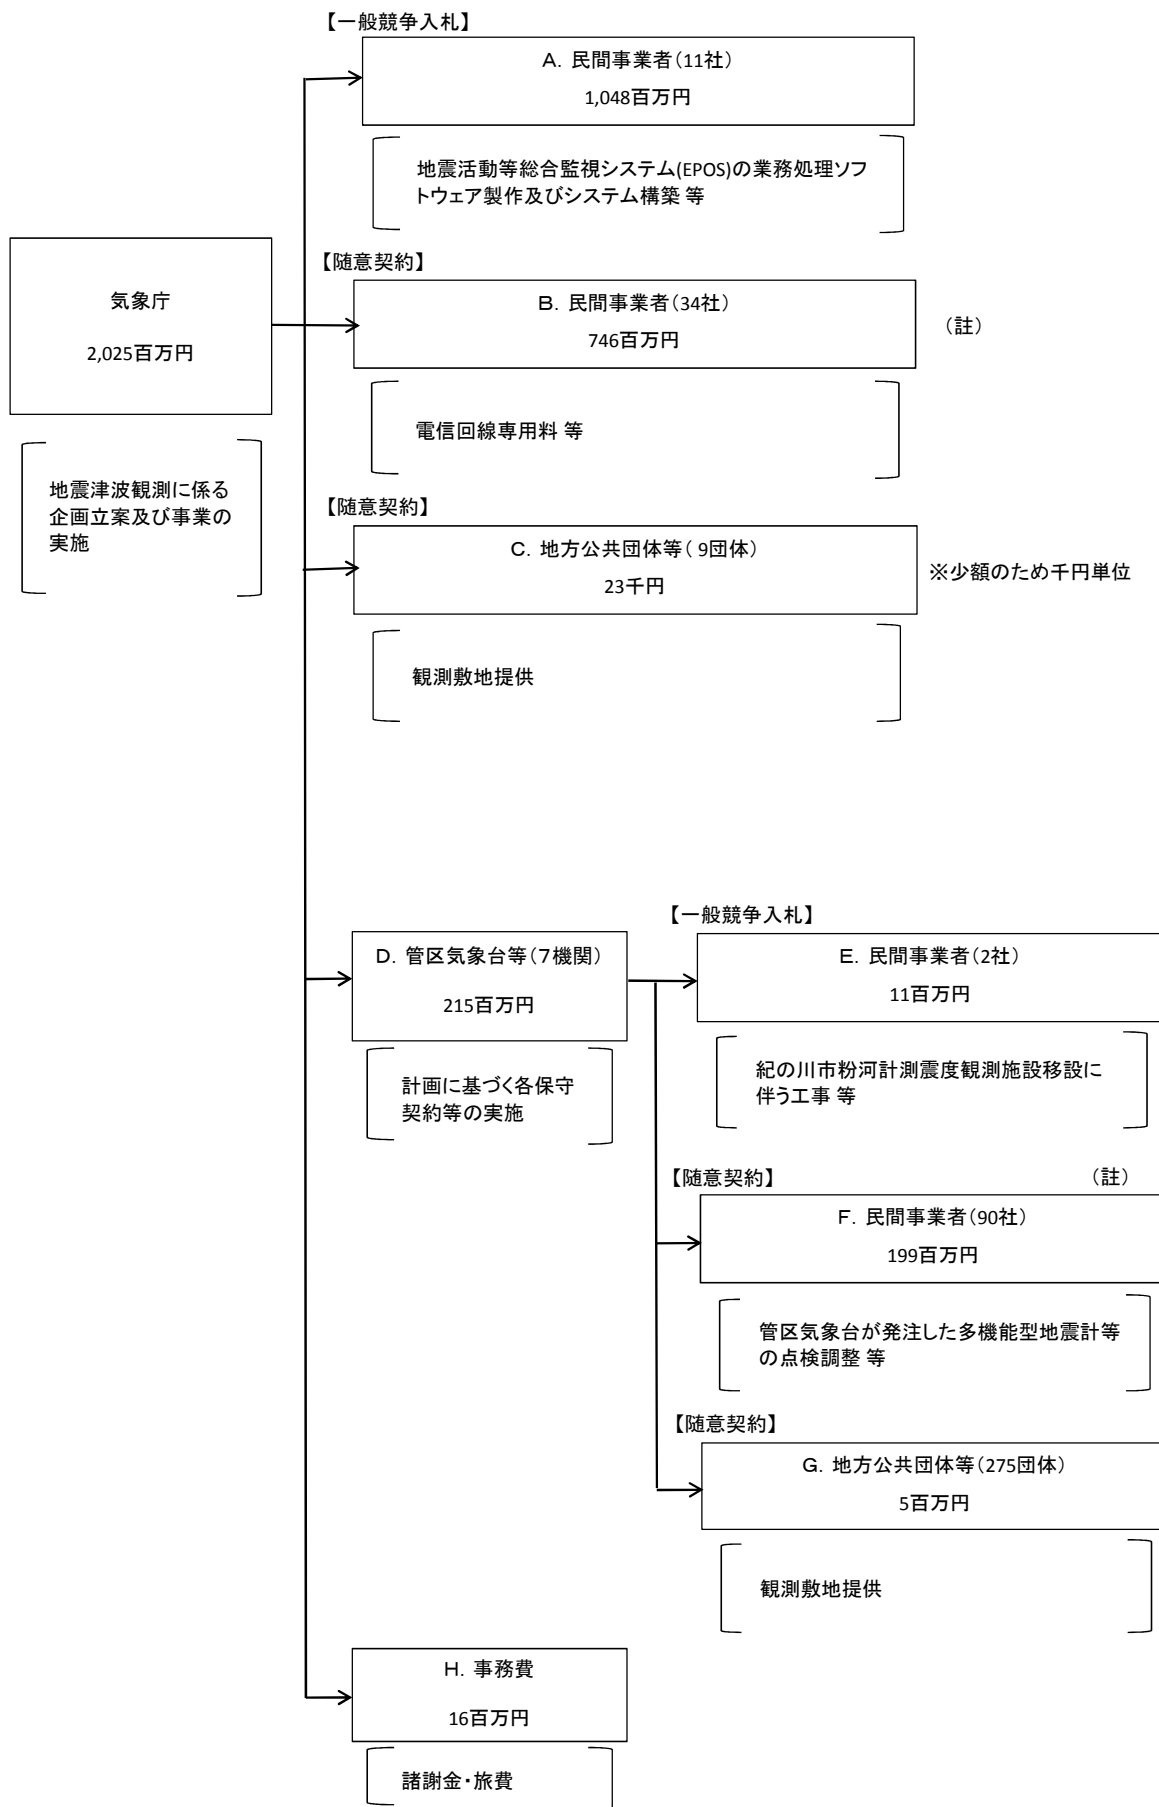 【一般競争入札】
A. 民間事業者(11社)
1,048百万円
地震活動等総合監視システム(EPOS)の業務処理ソフ
トウェア製作及びシステム構築 等
気象庁
2,025百万円
地震津波観測に係る
企画立案及び事業の
実施
【随意契約】
B. 民間事業者(34社)
746百万円
(註)
電信回線専用料 等
【随意契約】
C. 地方公共団体等( 9団体)
23千円
※少額のため千円単位
観測敷地提供
D. 管区気象台等(7機関)
215百万円
計画に基づく各保守
契約等の実施
【一般競争入札】
E. 民間事業者(2社)
11百万円
紀の川市粉河計測震度観測施設移設に
伴う工事 等
【随意契約】
(註)
F. 民間事業者(90社)
199百万円
管区気象台が発注した多機能型地震計等
の点検調整 等
【随意契約】
G. 地方公共団体等(275団体)
5百万円
観測敷地提供
H. 事務費
16百万円
諸謝金・旅費